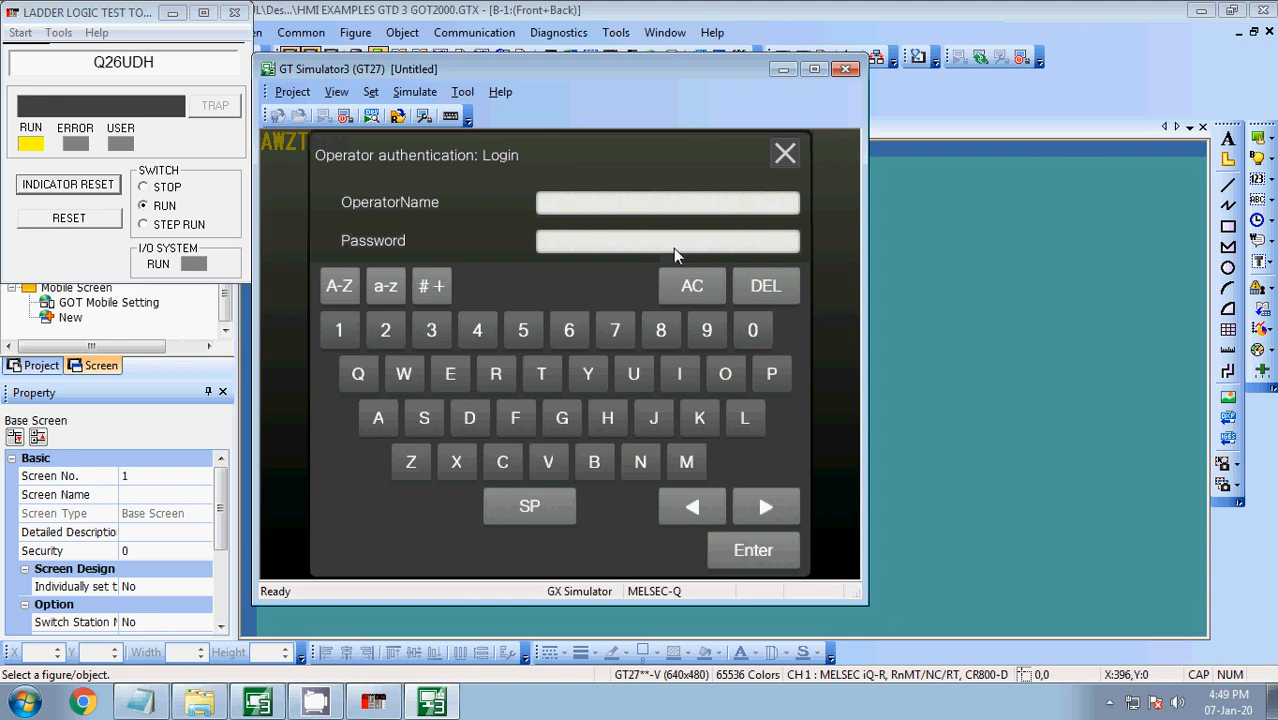 LADDER LOGIC TEST TO...
Start Tools Help
Q26UDH
TRAP
RUN ERROR USER
INDICATOR RESET
RESET
SWITCH
STOP
RUN
STEP RUN
I/O SYSTEM
RUN
\Des...\HMI EXAMPLES GTD 3 GOT2000.GTX - [B-1:(Front+Back)]
Common Figure Object Communication Diagnostics Tools Window Help
GT Simulator3 (GT27) [Untitled]
Project View Set Simulate Tool Help
AWZT
Operator authentication: Login
OperatorName
Password
A-Z a-z #+ AC DEL
1 2 3 4 5 6 7 8 9 0
Q W E R T Y U I O P
A S D F G H J K L
Z X C V B N M
SP
Enter
Ready GX Simulator MELSEC-Q
Mobile Screen
GOT Mobile Setting
New
Project Screen
Property
Base Screen
Basic
Screen No. 1
Screen Name
Screen Type Base Screen
Detailed Descriptio
Security 0
Screen Design
Individually set t No
Option
Switch Station N No
X Y Width Height
Select a figure/object.
GT27**-V (640x480) 65536 Colors CH 1 : MELSEC iQ-R, RnMT/NC/RT, CR800-D 0,0 X:396,Y:0 CAP NUM
4:49 PM
07-Jan-20